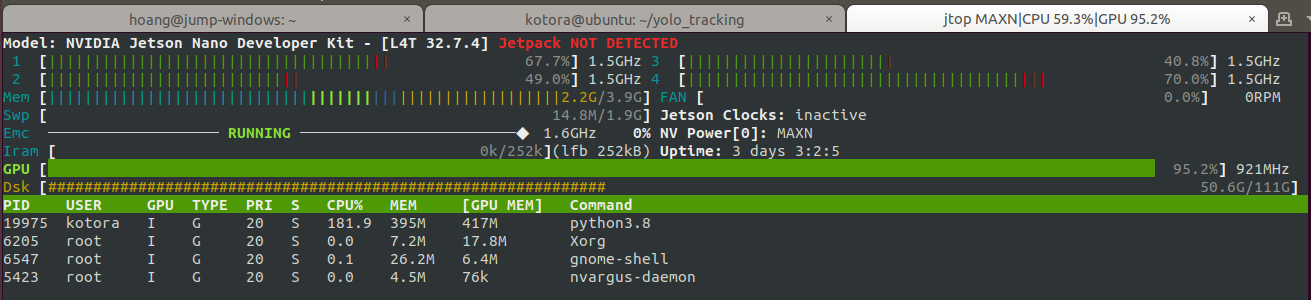 hoang@jump-windows: ~ × kotora@ubuntu: ~/yolo_tracking × jtop MAXN|CPU 59.3%|GPU 95.2% ×
Model: NVIDIA Jetson Nano Developer Kit - [L4T 32.7.4] Jetpack NOT DETECTED
1 [||||||||||||||||||||||||||||||||||||||| 67.7%] 1.5GHz 3 [||||||||||||||||||||||| 40.8%] 1.5GHz
2 [|||||||||||||||||||||||||||| 49.0%] 1.5GHz 4 [|||||||||||||||||||||||||||||||||||||||| 70.0%] 1.5GHz
Mem [||||||||||||||||||||||||||||||||||||||||||||||||||||||||||2.2G/3.9G] FAN [ 0.0%] 0RPM
Swp [ 14.8M/1.9G] Jetson Clocks: inactive
Emc ─────────── RUNNING ───────────◆ 1.6GHz 0% NV Power[0]: MAXN
Iram [ 0k/252k](lfb 252kB) Uptime: 3 days 3:2:5
GPU [ 95.2%] 921MHz
Dsk [############################################################## 50.6G/111G]
PID USER GPU TYPE PRI S CPU% MEM [GPU MEM] Command
19975 kotora I G 20 S 181.9 395M 417M python3.8
6205 root I G 20 S 0.0 7.2M 17.8M Xorg
6547 root I G 20 S 0.1 26.2M 6.4M gnome-shell
5423 root I G 20 S 0.0 4.5M 76k nvargus-daemon